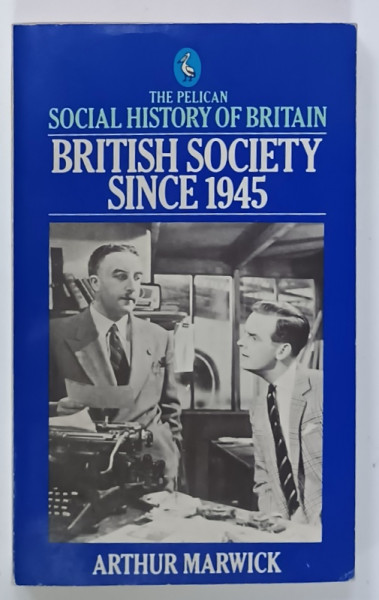 THE PELICAN
SOCIAL HISTORY OF BRITAIN
BRITISH SOCIETY
SINCE 1945
ARTHUR MARWICK